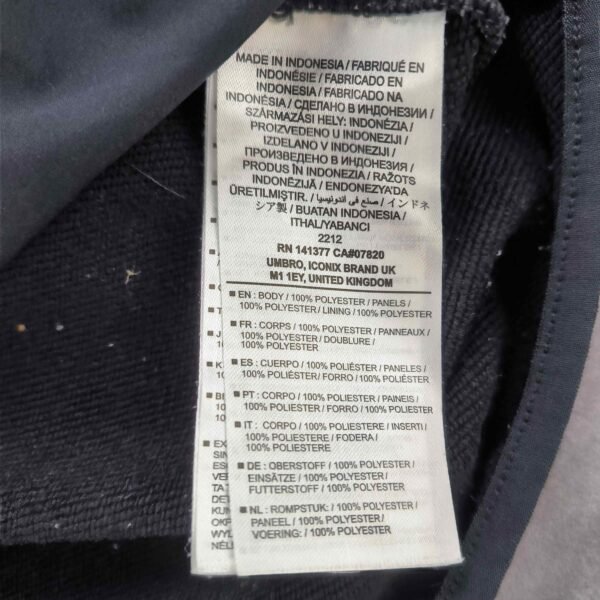 MADE IN INDONESIA / FABRIQUÉ EN
INDONÉSIE / FABRICADO EN
INDONESIA / FABRICADO NA
INDONÉSIA / СДЕЛАНО В ИНДОНЕЗИИ /
SZÁRMAZÁSI HELY: INDONÉZIA /
PROIZVEDENO U INDONEZIJI /
IZDELANO V INDONEZIJI /
ПРОИЗВЕДЕНО В ИНДОНЕЗИЯ /
PRODUS ÎN INDONEZIA / RAŽOTS
INDONĒZIJĀ / ENDONEZYA'DA
ÜRETILMIŞTIR. / صنع في اندونيسيا / インドネ
シア製 / BUATAN INDONESIA /
ITHAL/YABANCI
2212
RN 141377 CA#07820
UMBRO, ICONIX BRAND UK
M1 1EY, UNITED KINGDOM
■ EN : BODY / 100% POLYESTER / PANELS /
100% POLYESTER / LINING / 100% POLYESTER
■ FR : CORPS / 100% POLYESTER / PANNEAUX /
100% POLYESTER / DOUBLURE /
100% POLYESTER
■ ES : CUERPO / 100% POLIÉSTER / PANELES /
100% POLIÉSTER / FORRO / 100% POLIÉSTER
■ PT : CORPO / 100% POLIÉSTER / PAINEIS /
100% POLIÉSTER / FORRO / 100% POLIÉSTER
■ IT : CORPO / 100% POLIESTERE / INSERTI /
100% POLIESTERE / FODERA /
100% POLIESTERE
■ DE : OBERSTOFF / 100% POLYESTER /
EINSÄTZE / 100% POLYESTER /
FUTTERSTOFF / 100% POLYESTER
■ NL : ROMPSTUK: / 100% POLYESTER /
PANEEL / 100% POLYESTER /
VOERING: / 100% POLYESTER